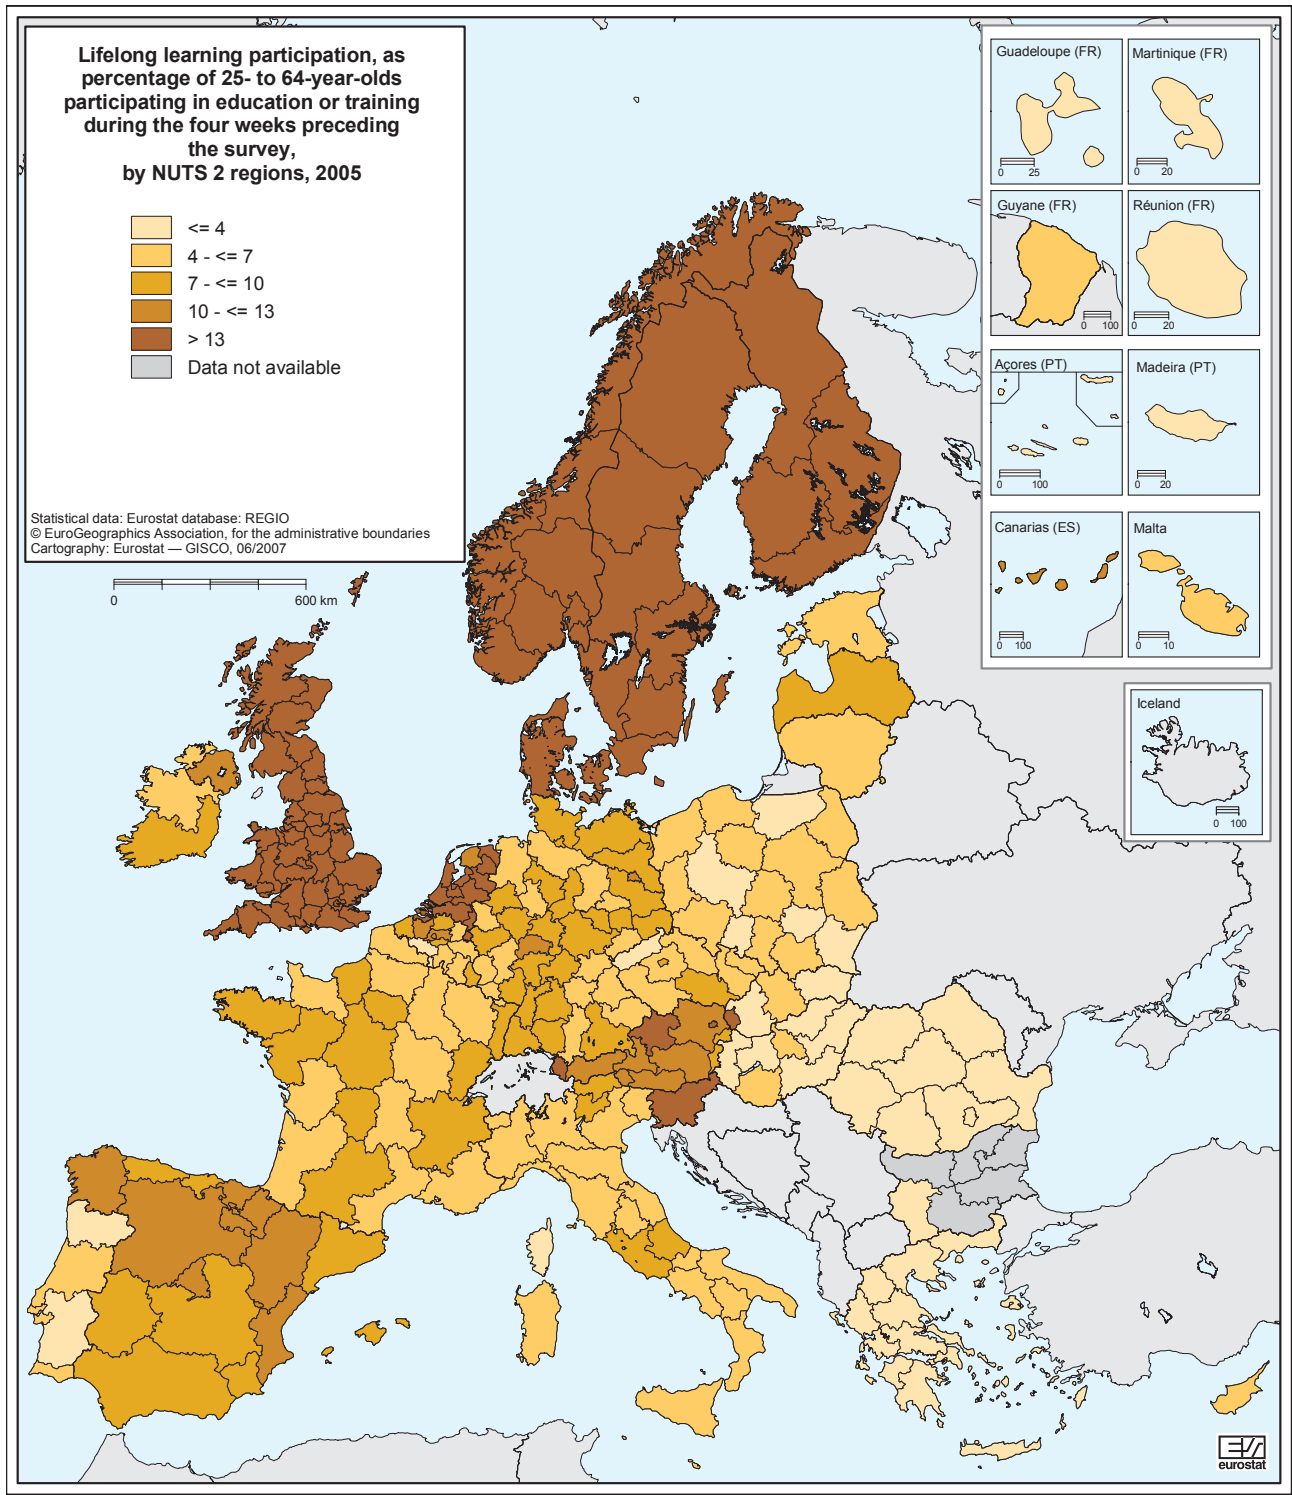 Lifelong learning participation, as
percentage of 25- to 64-year-olds
participating in education or training
during the four weeks preceding
the survey,
by NUTS 2 regions, 2005
<= 4
4 - <= 7
7 - <= 10
10 - <= 13
> 13
Data not available
Statistical data: Eurostat database: REGIO
© EuroGeographics Association, for the administrative boundaries
Cartography: Eurostat — GISCO, 06/2007
0 600 km
Guadeloupe (FR)
0 25
Martinique (FR)
0 20
Guyane (FR)
0 100
Réunion (FR)
0 20
Açores (PT)
0 100
Madeira (PT)
0 20
Canarias (ES)
0 100
Malta
0 10
Iceland
0 100
eurostat